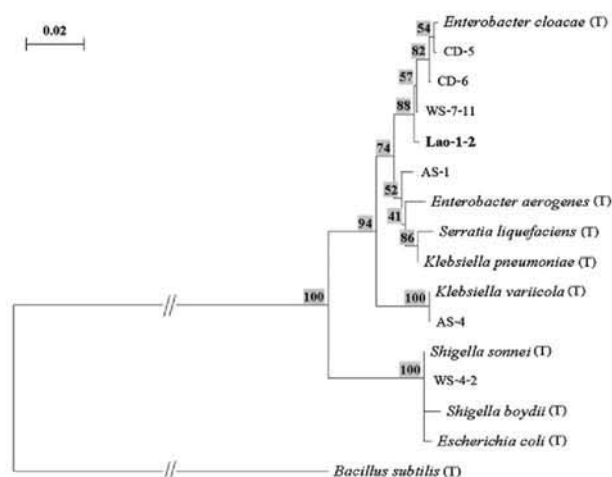 0.02
54
Enterobacter cloacae (T)
CD-5
82
CD-6
57
WS-7-11
88
Lao-1-2
74
AS-1
52
Enterobacter aerogenes (T)
41
Serratia liquefaciens (T)
86
Klebsiella pneumoniae (T)
94
Klebsiella variicola (T)
100
AS-4
100
Shigella sonnei (T)
100
WS-4-2
Shigella boydii (T)
Escherichia coli (T)
Bacillus subtilis (T)